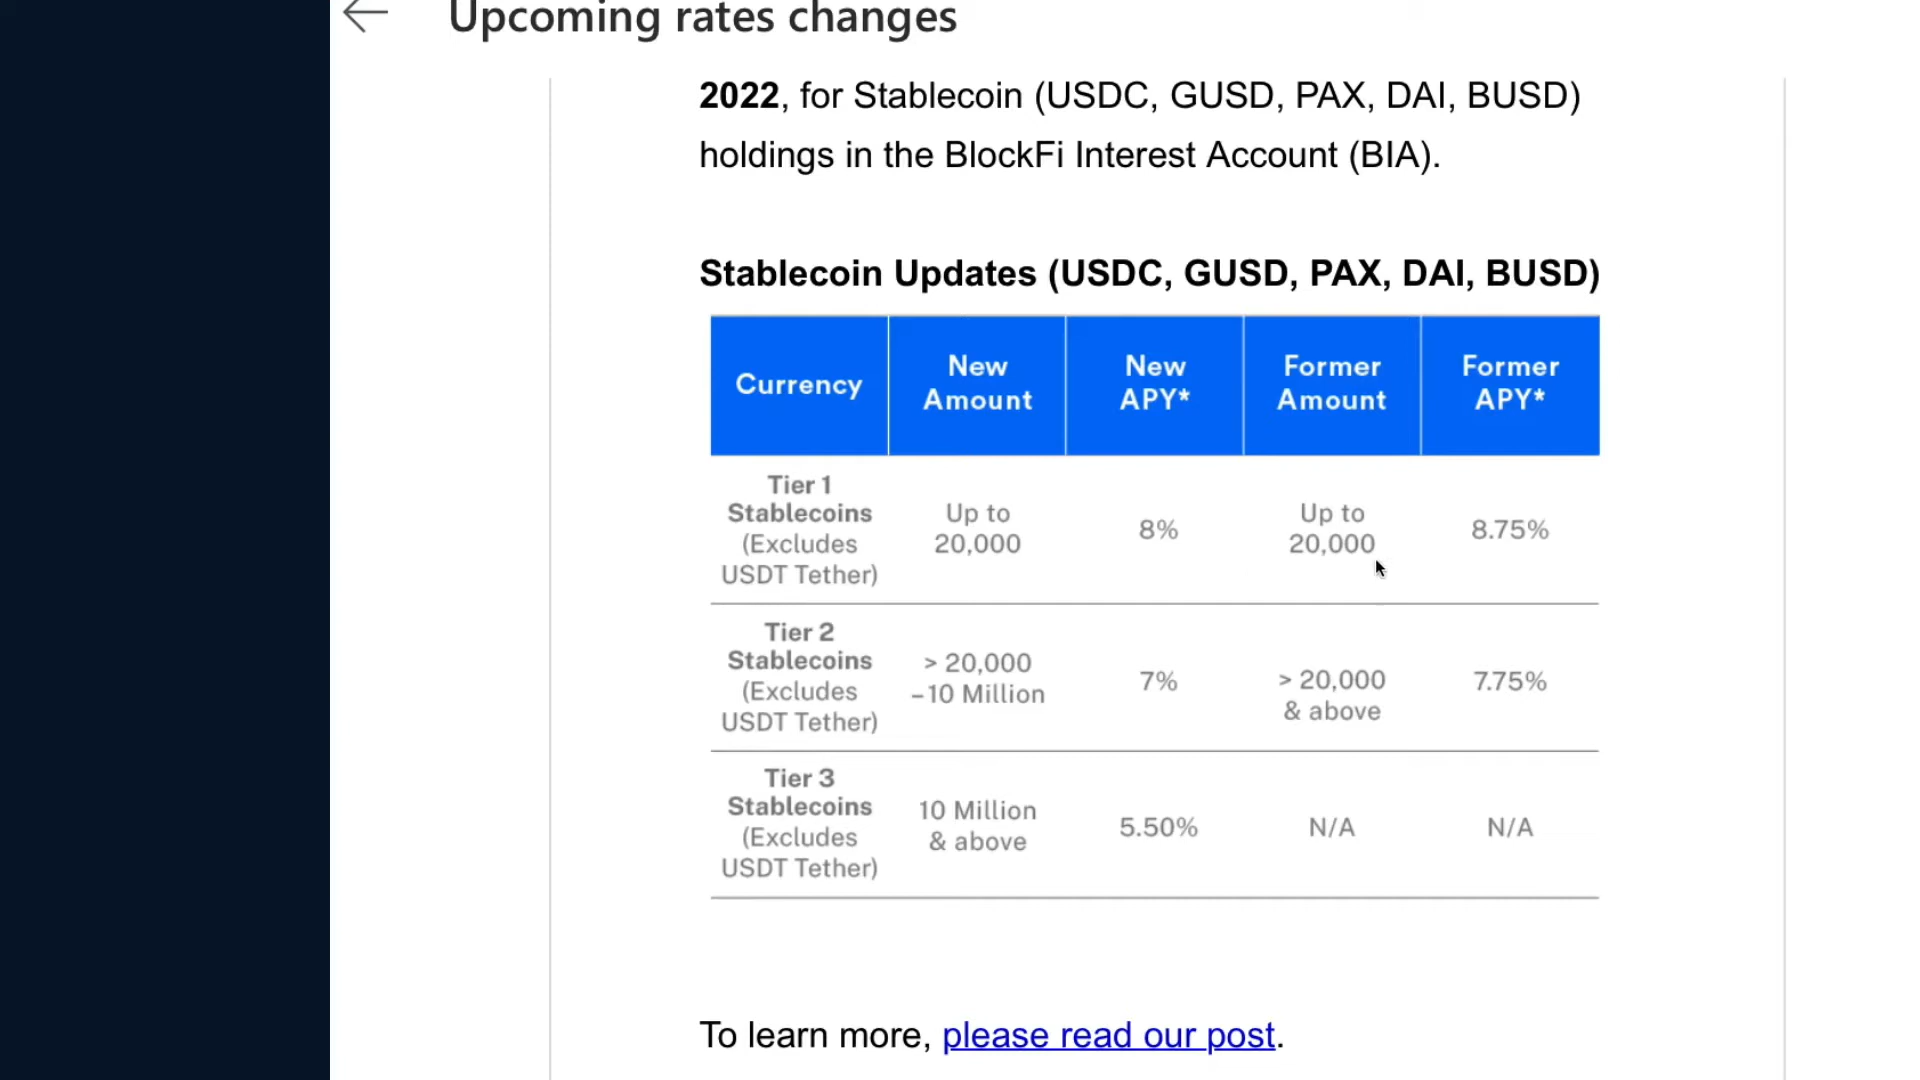 Upcoming rates changes
2022, for Stablecoin (USDC, GUSD, PAX, DAI, BUSD)
holdings in the BlockFi Interest Account (BIA).
Stablecoin Updates (USDC, GUSD, PAX, DAI, BUSD)
Currency
New
Amount
New
APY*
Former
Amount
Former
APY*
Tier 1
Stablecoins
(Excludes
USDT Tether)
Up to
20,000
8%
Up to
20,000
8.75%
Tier 2
Stablecoins
(Excludes
USDT Tether)
> 20,000
–10 Million
7%
> 20,000
& above
7.75%
Tier 3
Stablecoins
(Excludes
USDT Tether)
10 Million
& above
5.50%
N/A
N/A
To learn more, please read our post.